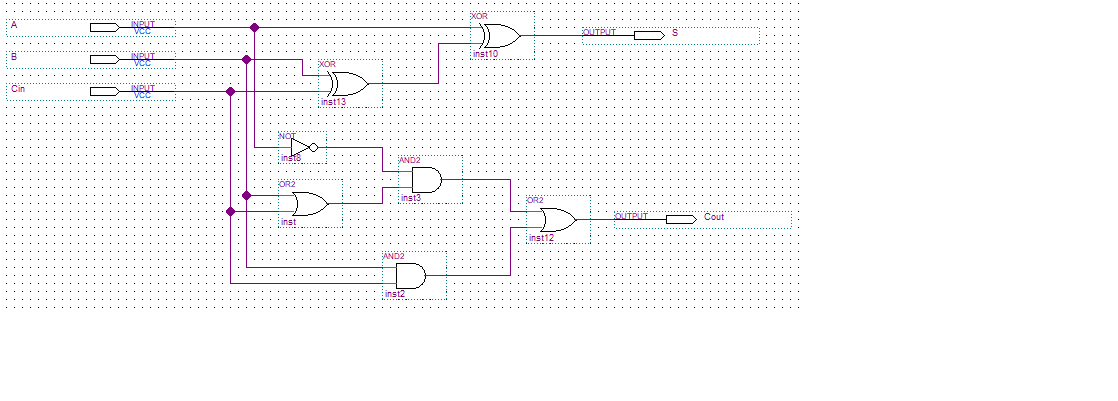 XOR
A INPUT
VCC
OUTPUT S
inst10
B INPUT
VCC
XOR
Cin INPUT
VCC
inst13
NOT
inst8
AND2
OR2
inst3
OR2
OUTPUT Cout
inst
inst12
AND2
inst2